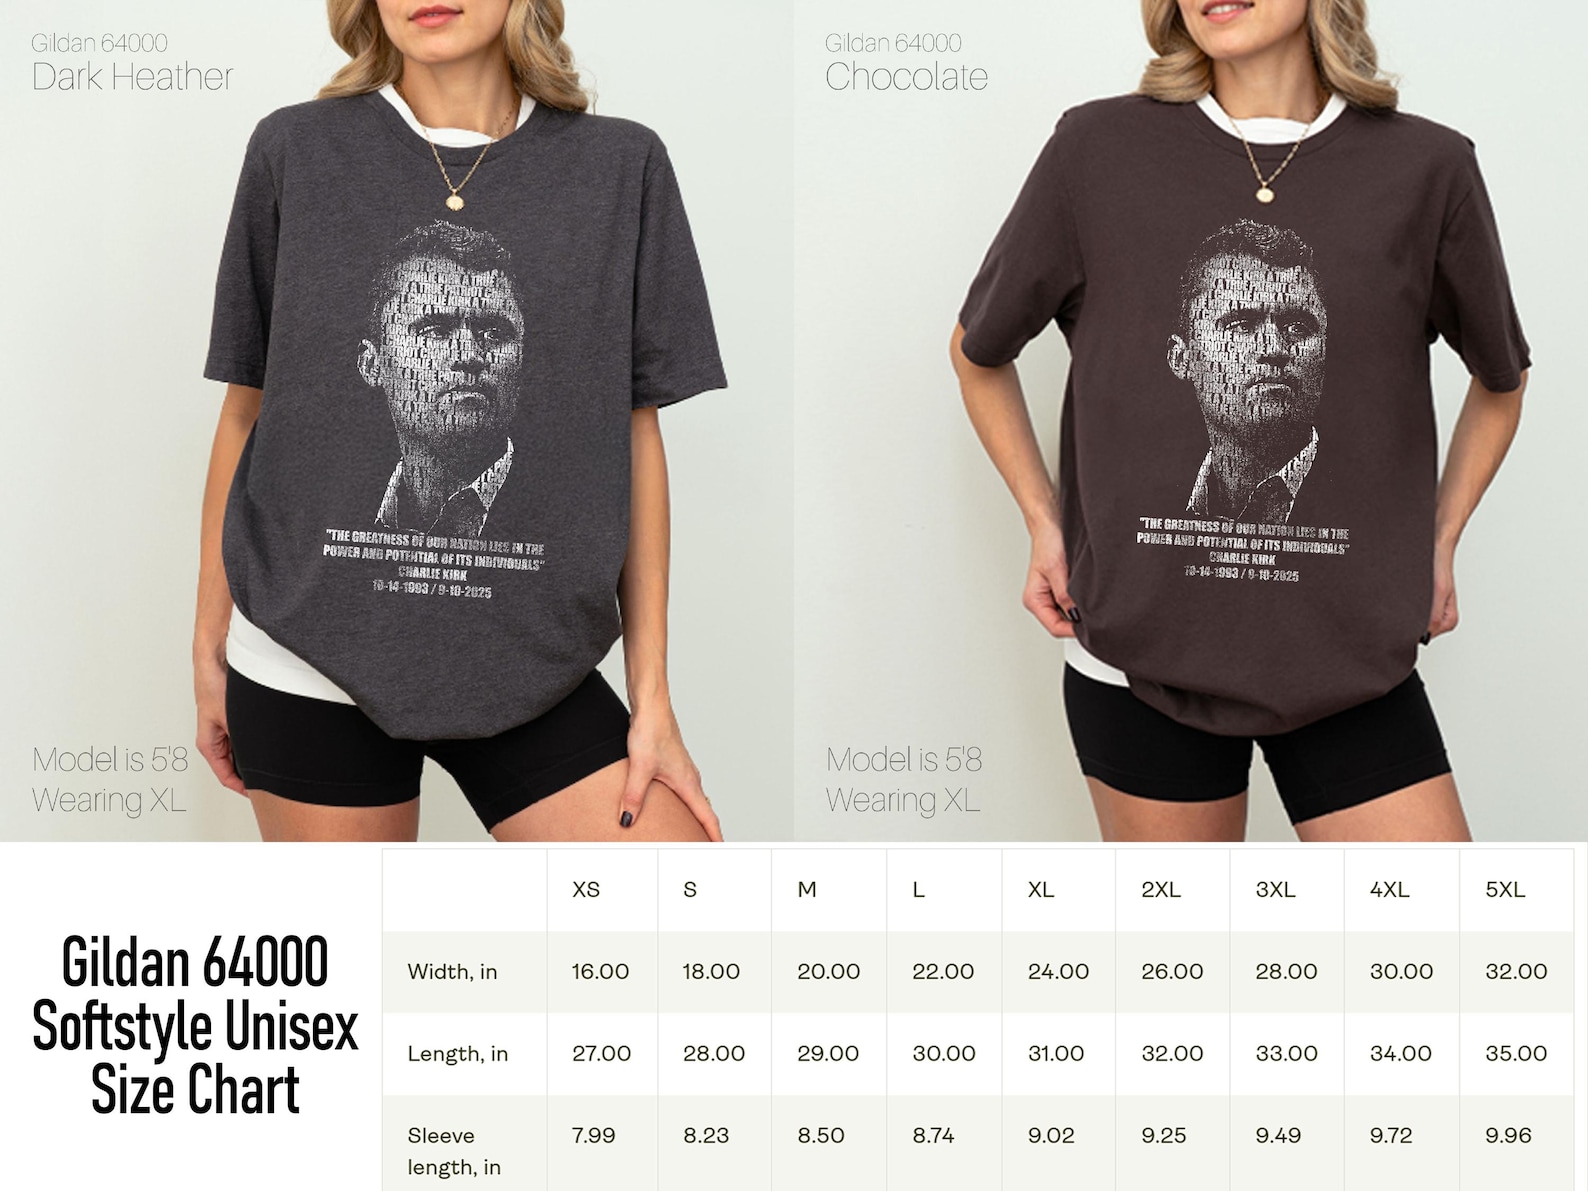 Gildan 64000
Dark Heather
"THE GREATNESS OF OUR NATION LIES IN THE
POWER AND POTENTIAL OF ITS INDIVIDUALS"
CHARLIE KIRK
10-14-1993 / 9-10-2025
Model is 5'8
Wearing XL
Gildan 64000
Chocolate
"THE GREATNESS OF OUR NATION LIES IN THE
POWER AND POTENTIAL OF ITS INDIVIDUALS"
CHARLIE KIRK
10-14-1993 / 9-10-2025
Model is 5'8
Wearing XL
Gildan 64000
Softstyle Unisex
Size Chart
XS S M L XL 2XL 3XL 4XL 5XL
Width, in 16.00 18.00 20.00 22.00 24.00 26.00 28.00 30.00 32.00
Length, in 27.00 28.00 29.00 30.00 31.00 32.00 33.00 34.00 35.00
Sleeve
length, in 7.99 8.23 8.50 8.74 9.02 9.25 9.49 9.72 9.96